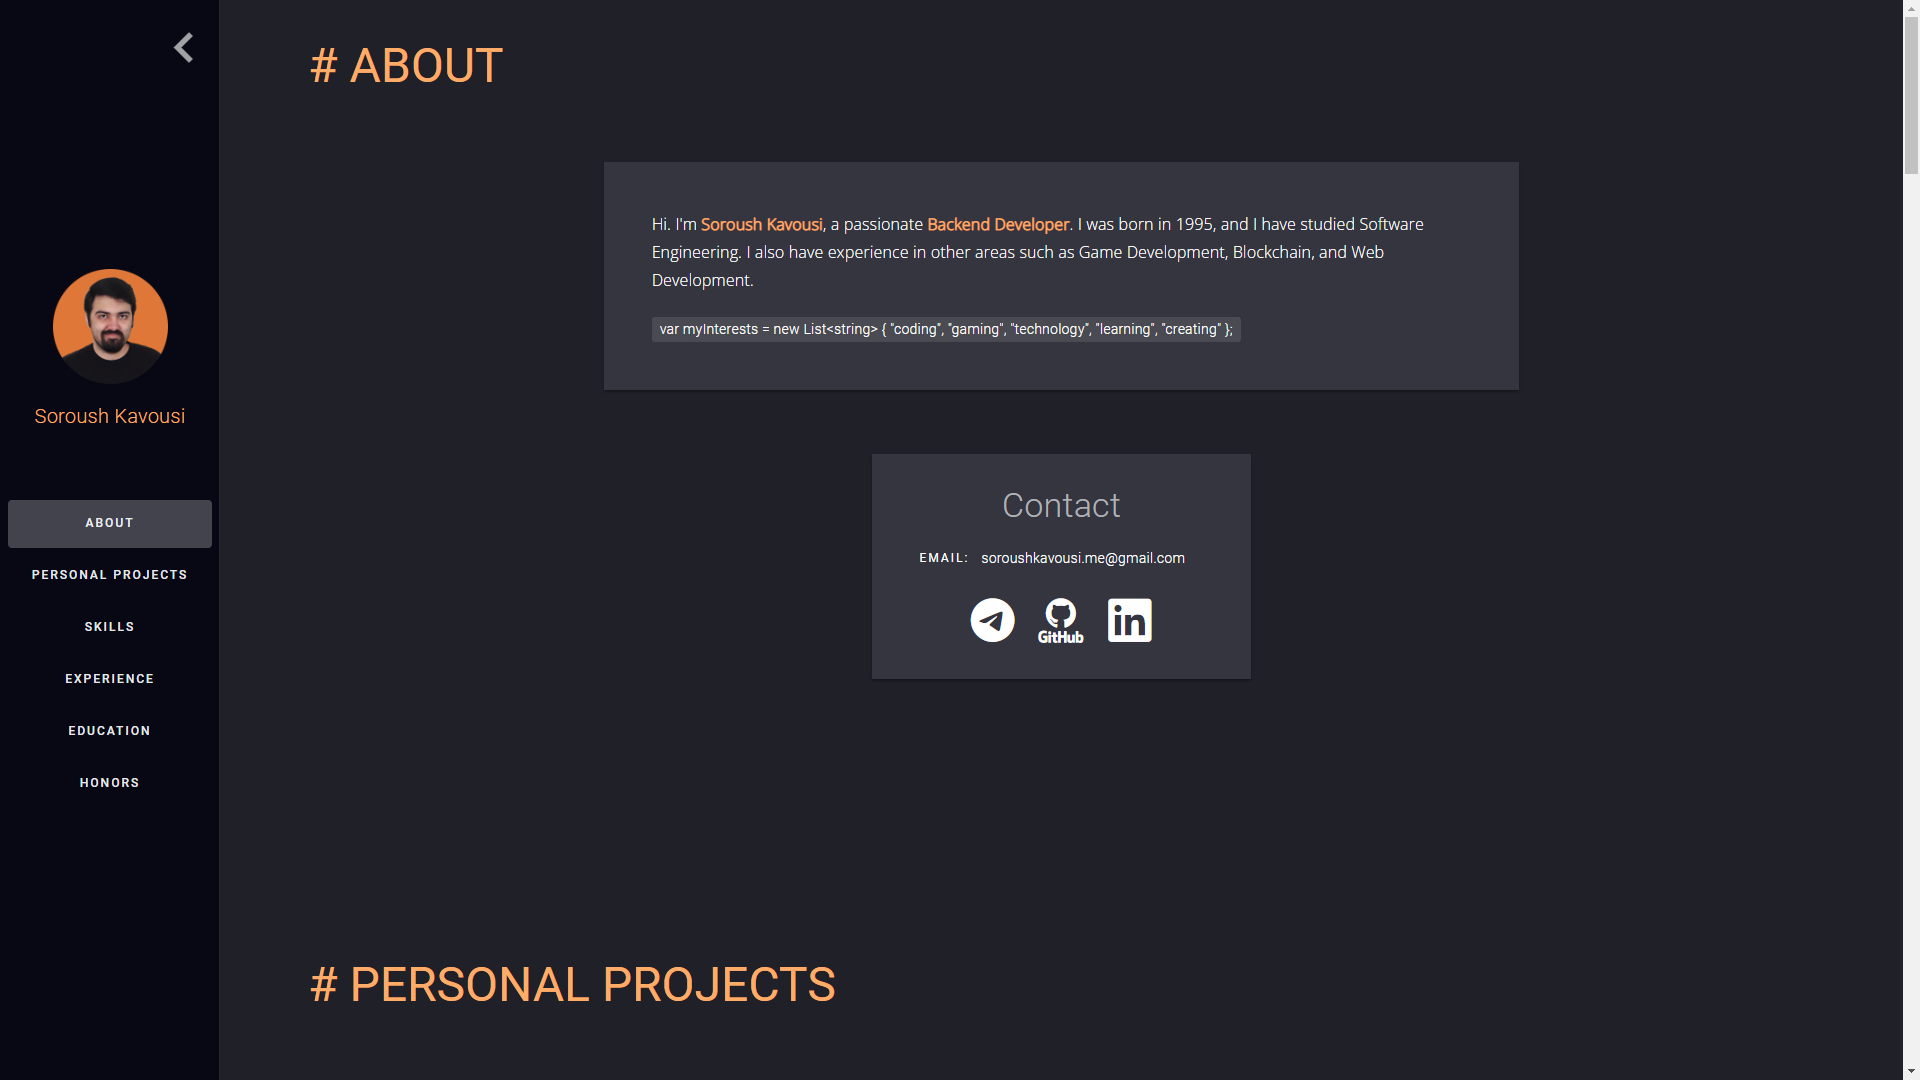 Soroush Kavousi
ABOUT
PERSONAL PROJECTS
SKILLS
EXPERIENCE
EDUCATION
HONORS
# ABOUT
Hi. I'm Soroush Kavousi, a passionate Backend Developer. I was born in 1995, and I have studied Software
Engineering. I also have experience in other areas such as Game Development, Blockchain, and Web
Development.
var myInterests = new List<string> { "coding", "gaming", "technology", "learning", "creating" };
Contact
EMAIL: soroushkavousi.me@gmail.com
GitHub
in
# PERSONAL PROJECTS